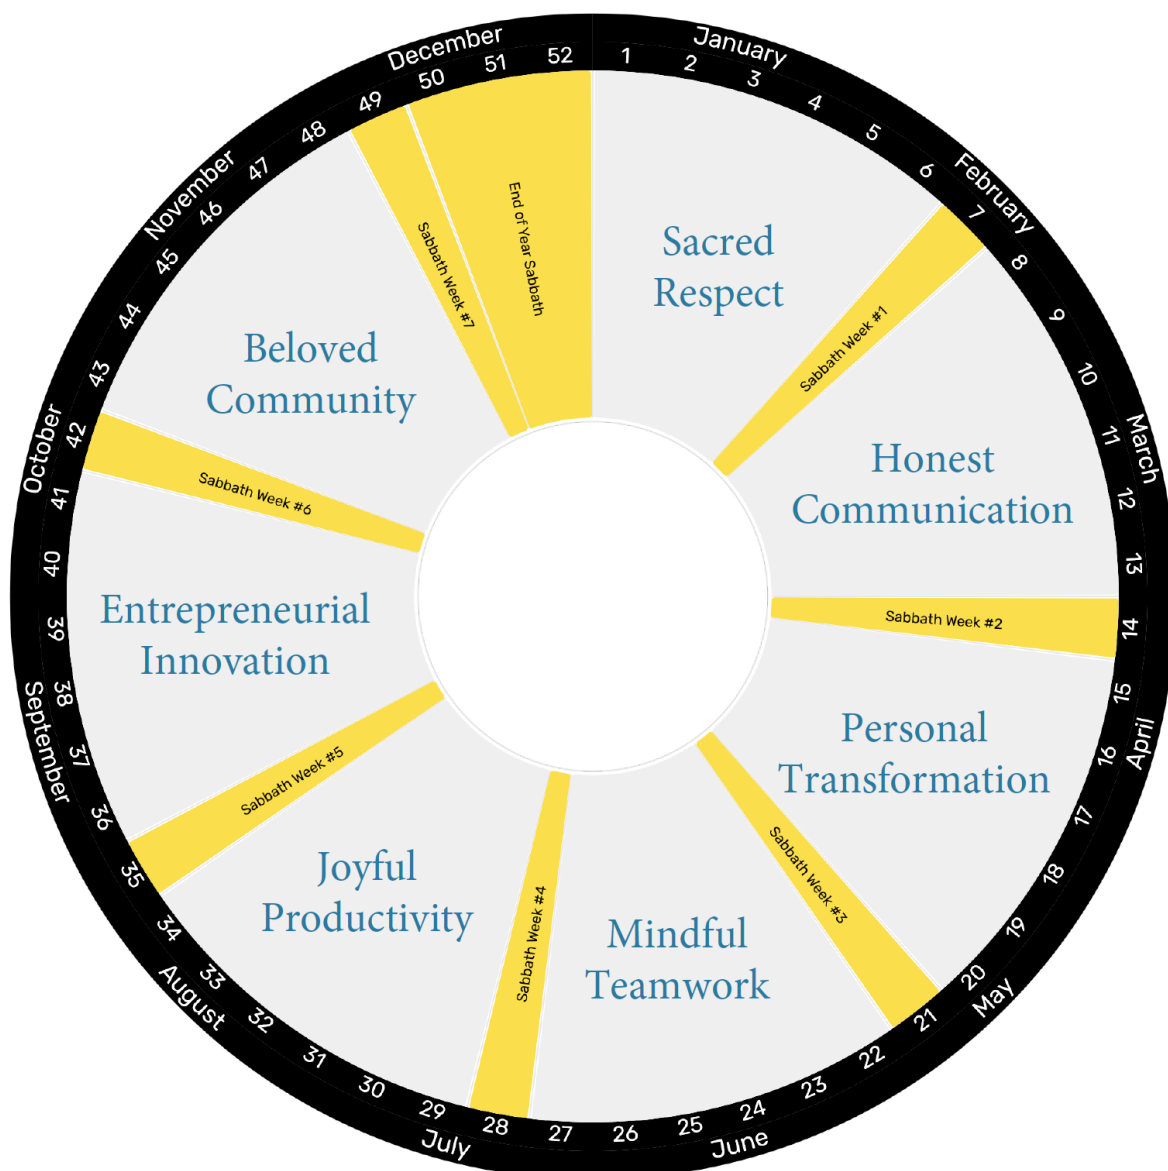 January
February
March
April
May
June
July
August
September
October
November
December
1
2
3
4
5
6
7
8
9
10
11
12
13
14
15
16
17
18
19
20
21
22
23
24
25
26
27
28
29
30
31
32
33
34
35
36
37
38
39
40
41
42
43
44
45
46
47
48
49
50
51
52
Sacred
Respect
Sabbath Week #1
Honest
Communication
Sabbath Week #2
Personal
Transformation
Sabbath Week #3
Mindful
Teamwork
Sabbath Week #4
Joyful
Productivity
Sabbath Week #5
Entrepreneurial
Innovation
Sabbath Week #6
Beloved
Community
Sabbath Week #7
End of Year Sabbath